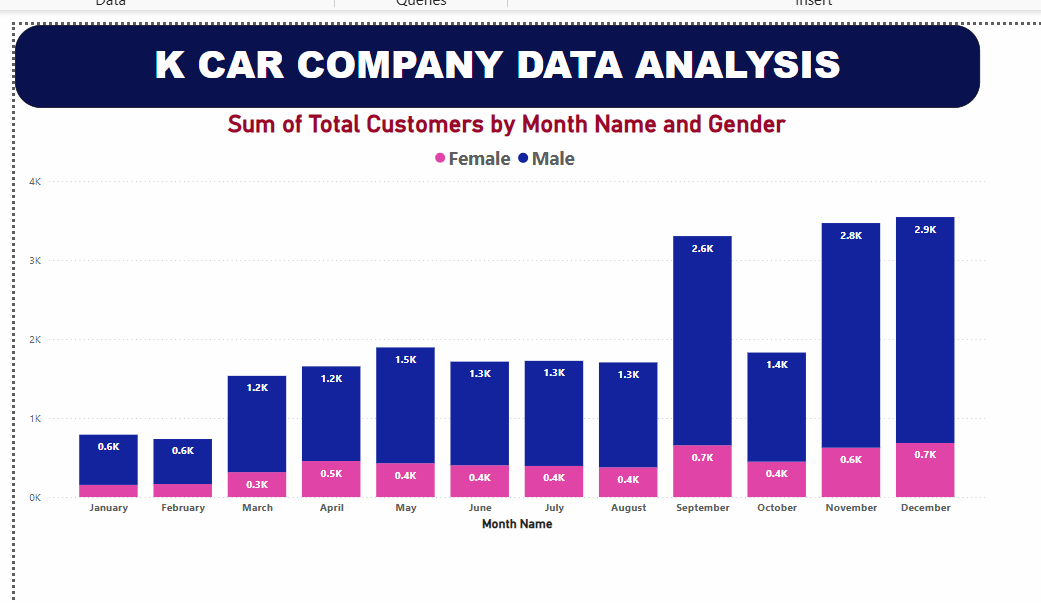 Data Queries Insert
K CAR COMPANY DATA ANALYSIS
Sum of Total Customers by Month Name and Gender
Female Male
4K
3K
2K
1K
0K
0.6K 0.6K 1.2K 1.2K 1.5K 1.3K 1.3K 1.3K 2.6K 1.4K 2.8K 2.9K
0.3K 0.5K 0.4K 0.4K 0.4K 0.4K 0.7K 0.4K 0.6K 0.7K
January February March April May June July August September October November December
Month Name